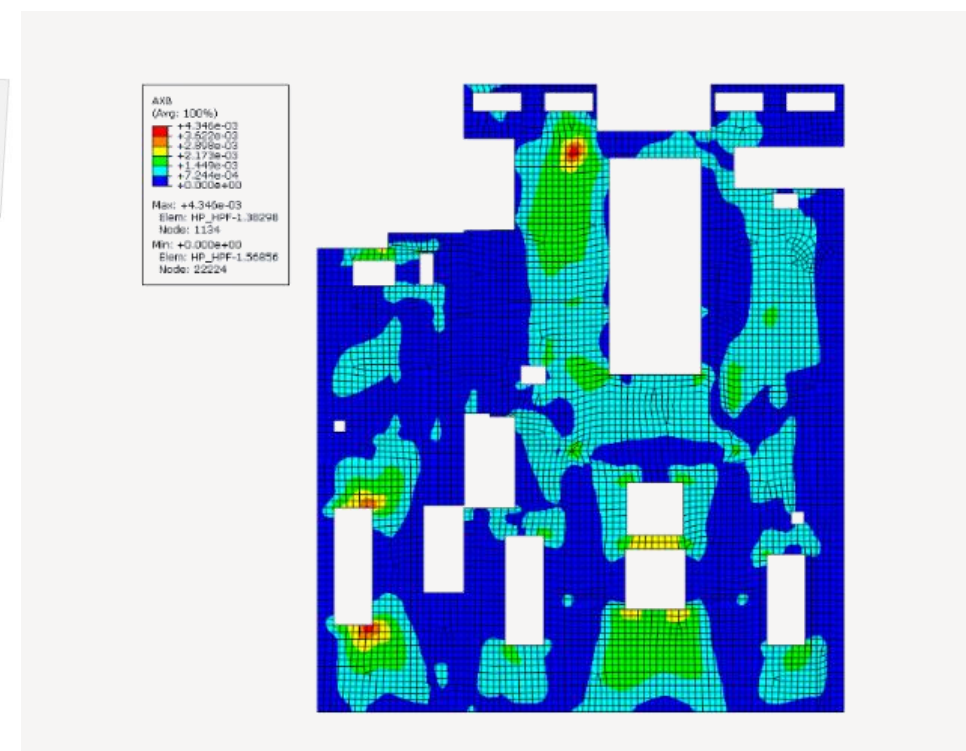 AXB
(Avg: 100%)
+4.346e-03
+3.622e-03
+2.898e-03
+2.173e-03
+1.449e-03
+7.244e-04
+0.000e+00
Max: +4.346e-03
Elem: HP_HPF-1.38298
Node: 1134
Min: +0.000e+00
Elem: HP_HPF-1.56856
Node: 22224